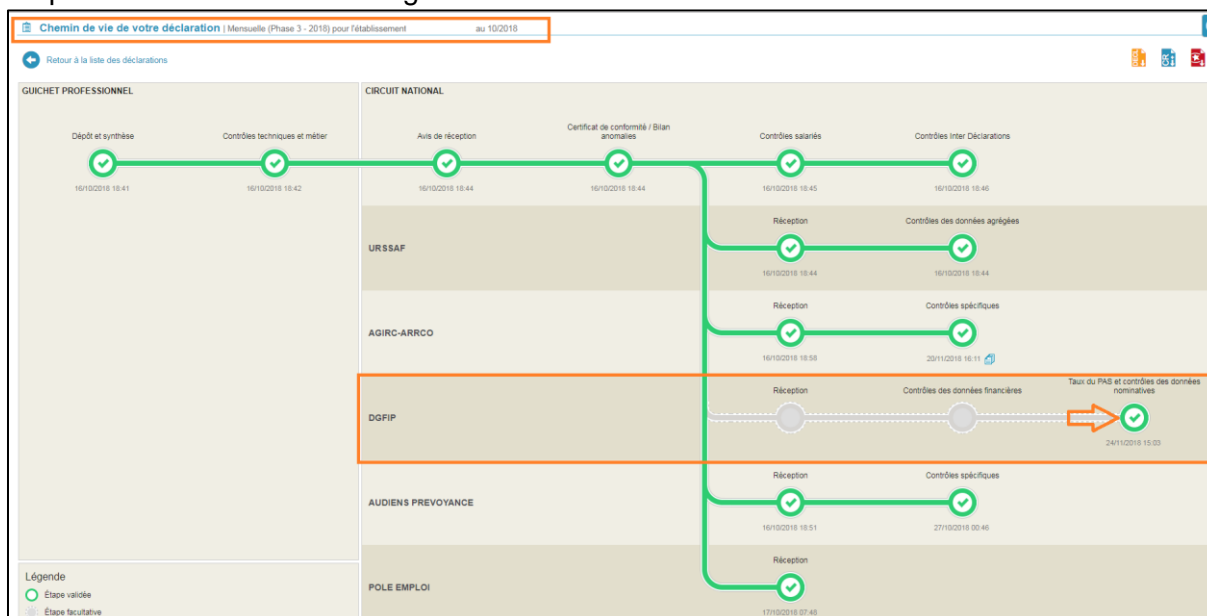 Chemin de vie de votre déclaration | Mensuelle (Phase 3 - 2018) pour l'établissement au 10/2018
Retour à la liste des déclarations
GUICHET PROFESSIONNEL
CIRCUIT NATIONAL
Dépôt et synthèse
Contrôles techniques et métier
Avis de réception
Certificat de conformité / Bilan
anomalies
Contrôles salariés
Contrôles Inter Déclarations
16/10/2018 18:41
16/10/2018 18:42
16/10/2018 18:44
16/10/2018 18:44
16/10/2018 18:45
16/10/2018 18:46
URSSAF
Réception
Contrôles des données agrégées
16/10/2018 18:44
16/10/2018 18:44
AGIRC-ARRCO
Réception
Contrôles spécifiques
16/10/2018 18:58
20/11/2018 16:11
DGFIP
Réception
Contrôles des données financières
Taux du PAS et contrôles des données
nominatives
24/11/2018 15:03
AUDIENS PREVOYANCE
Réception
Contrôles spécifiques
16/10/2018 18:51
27/10/2018 00:46
POLE EMPLOI
Réception
17/10/2018 07:46
Légende
Étape validée
Étape facultative